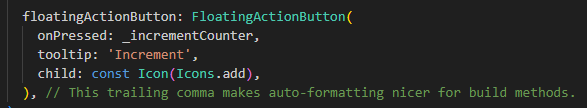 floatingActionButton: FloatingActionButton(
  onPressed: _incrementCounter,
  tooltip: 'Increment',
  child: const Icon(Icons.add),
), // This trailing comma makes auto-formatting nicer for build methods.